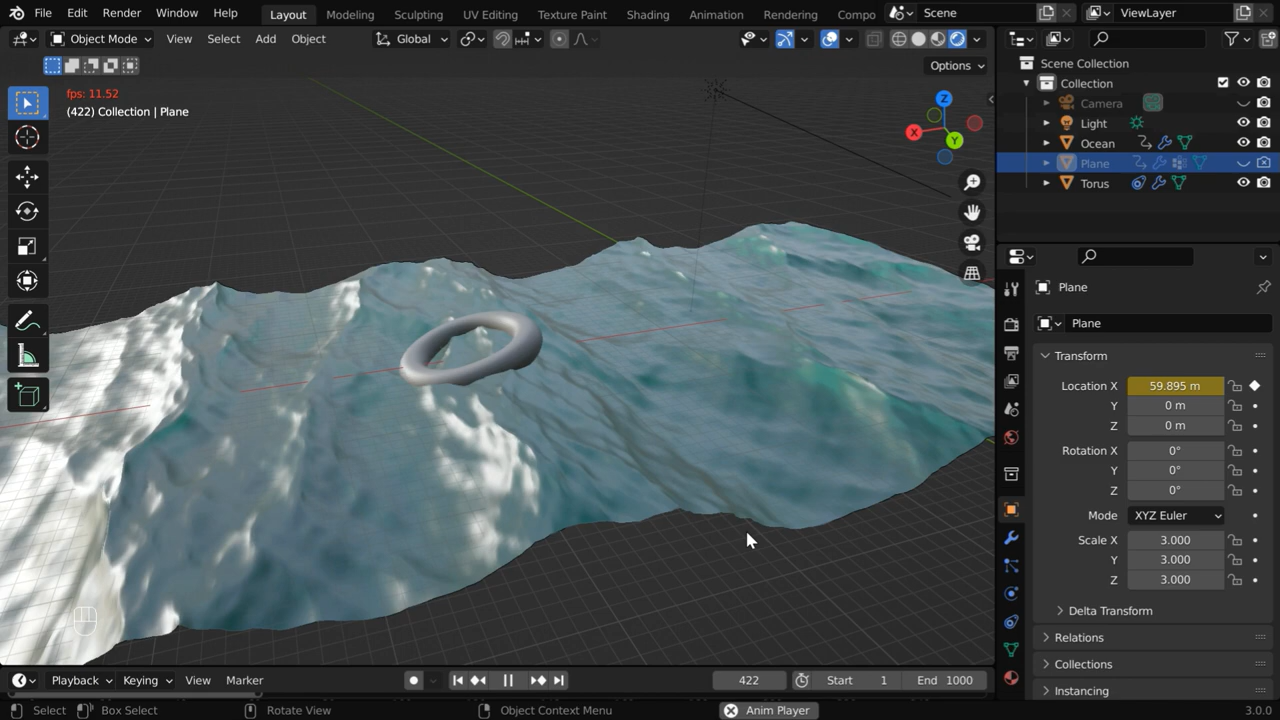 File Edit Render Window Help Layout Modeling Sculpting UV Editing Texture Paint Shading Animation Rendering Compo Scene ViewLayer
Object Mode View Select Add Object Global
Options
fps: 11.52
(422) Collection | Plane
Z
X
Y
Scene Collection
Collection
Camera
Light
Ocean
Plane
Torus
Plane
Plane
Transform
Location X 59.895 m
Y 0 m
Z 0 m
Rotation X 0°
Y 0°
Z 0°
Mode XYZ Euler
Scale X 3.000
Y 3.000
Z 3.000
Delta Transform
Relations
Collections
Instancing
Playback Keying View Marker 422 Start 1 End 1000
Select Box Select Rotate View Object Context Menu Anim Player 3.0.0